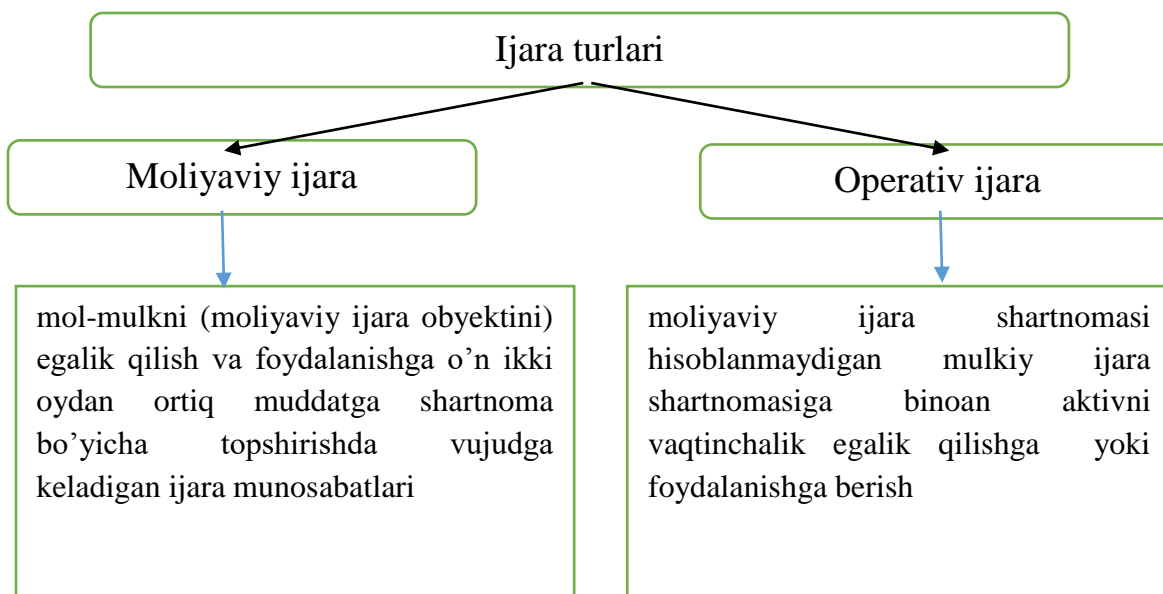 Ijara turlari
Moliyaviy ijara
Operativ ijara
mol-mulkni (moliyaviy ijara obyektini)
egalik qilish va foydalanishga o’n ikki
oydan ortiq muddatga shartnoma
bo’yicha topshirishda vujudga
keladigan ijara munosabatlari
moliyaviy ijara shartnomasi
hisoblanmaydigan mulkiy ijara
shartnomasiga binoan aktivni
vaqtinchalik egalik qilishga yoki
foydalanishga berish